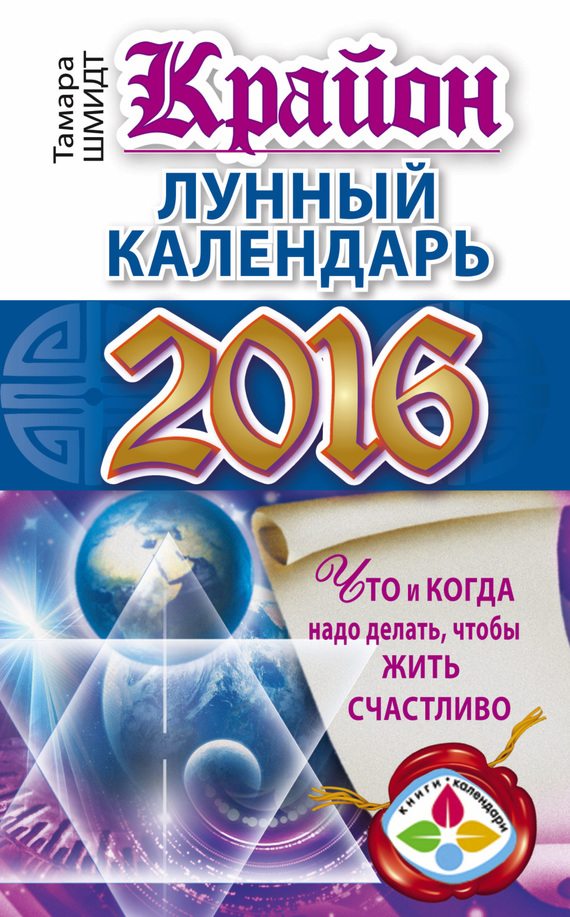 Тамара
ШМИДТ
Крайон
ЛУННЫЙ
КАЛЕНДАРЬ
2016
Что и КОГДА
надо делать, чтобы
ЖИТЬ
СЧАСТЛИВО
КНИГИ • календари